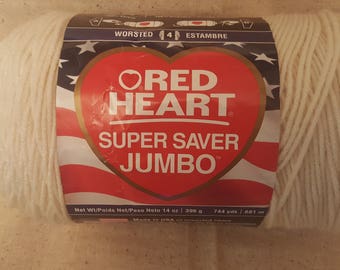 WORSTED 4 ESTAMBRE
RED
HEART
SUPER SAVER
JUMBO™
Net Wt/Poids Net/Peso Neto 14 oz 396 g 744 yds 681 m
Made in USA